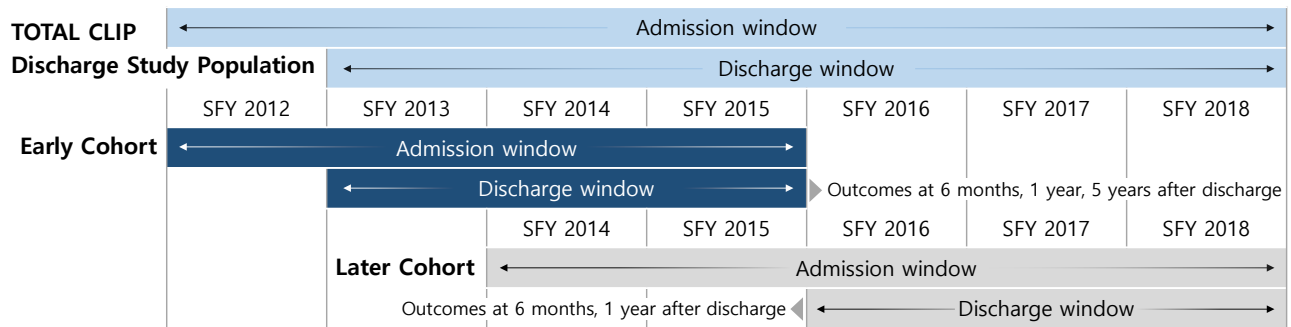 TOTAL CLIP
Admission window
Discharge Study Population
Discharge window
SFY 2012 SFY 2013 SFY 2014 SFY 2015 SFY 2016 SFY 2017 SFY 2018
Early Cohort
Admission window
Discharge window
Outcomes at 6 months, 1 year, 5 years after discharge
SFY 2014 SFY 2015 SFY 2016 SFY 2017 SFY 2018
Later Cohort
Admission window
Outcomes at 6 months, 1 year after discharge
Discharge window